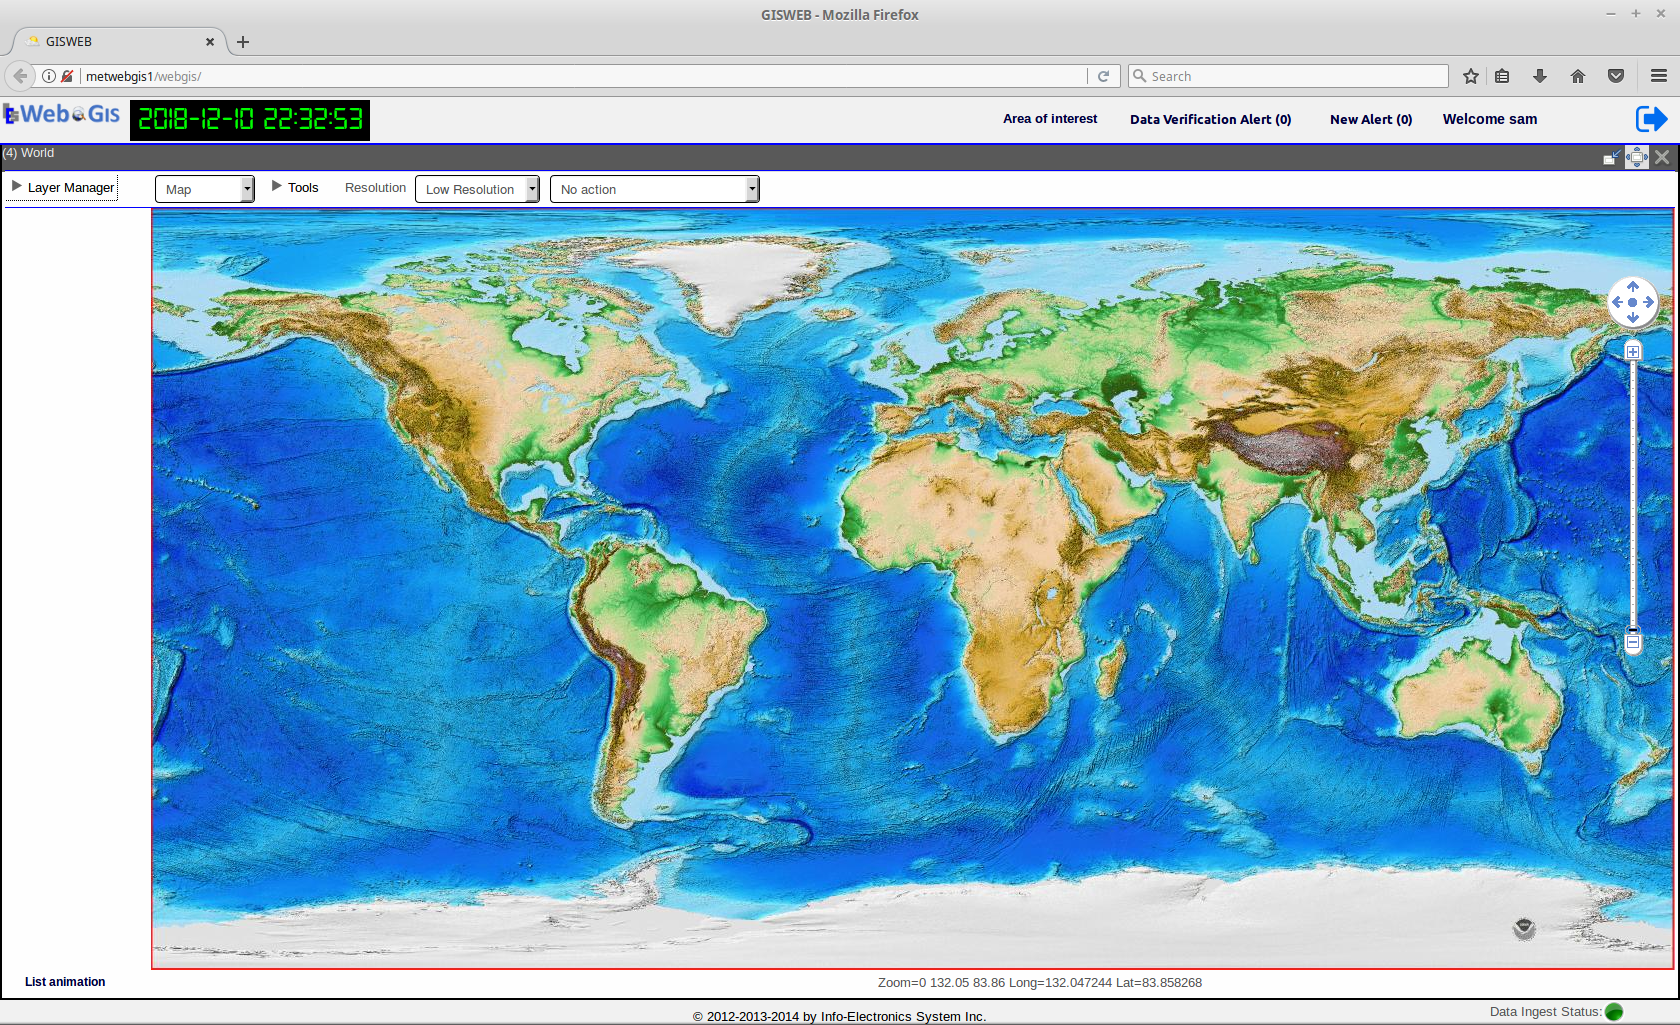 GISWEB - Mozilla Firefox
GISWEB
metwebgis1/webgis/
Search
Web Gis
2018-12-10 22:32:53
Area of interest
Data Verification Alert (0)
New Alert (0)
Welcome sam
(4) World
Layer Manager
Map
Tools
Resolution
Low Resolution
No action
List animation
Zoom=0 132.05 83.86 Long=132.047244 Lat=83.858268
Data Ingest Status:
© 2012-2013-2014 by Info-Electronics System Inc.